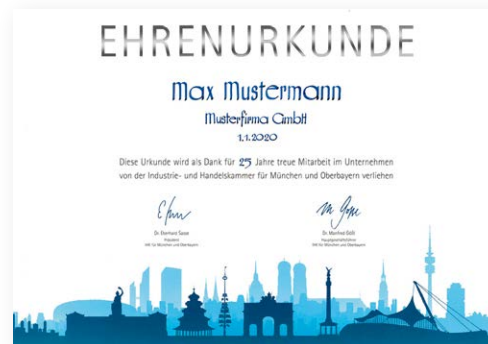 EHRENURKUNDE
Max Mustermann
Musterfirma GmbH
1.1.2020
Diese Urkunde wird als Dank für 25 Jahre treue Mitarbeit im Unternehmen
von der Industrie- und Handelskammer für München und Oberbayern verliehen
Dr. Eberhard Sasse
Präsident
IHK für München und Oberbayern
Dr. Manfred Gößl
Hauptgeschäftsführer
IHK für München und Oberbayern